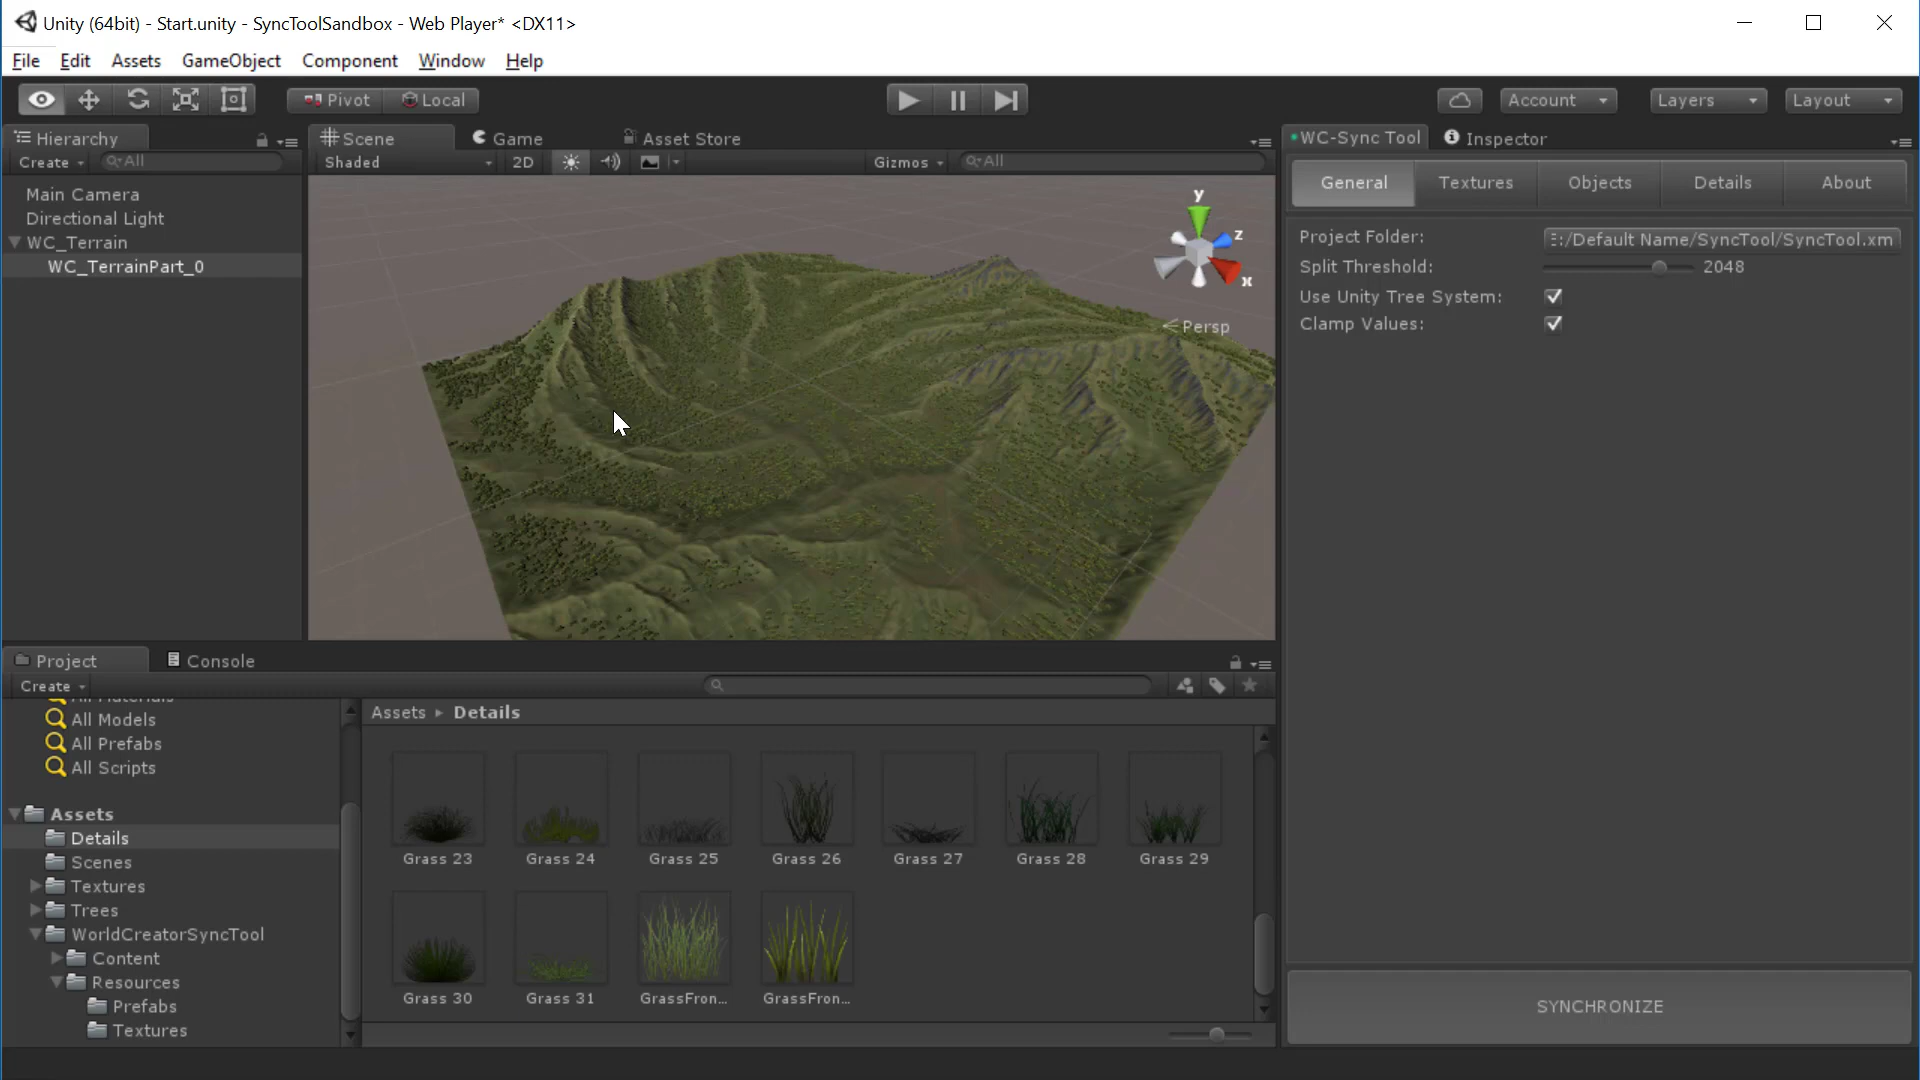 Unity (64bit) - Start.unity - SyncToolSandbox - Web Player* <DX11>
File Edit Assets GameObject Component Window Help
Pivot Local Account Layers Layout
Hierarchy
Create All
Main Camera
Directional Light
WC_Terrain
WC_TerrainPart_0
Scene Game Asset Store
Shaded 2D Gizmos All
y
z
x
Persp
WC-Sync Tool Inspector
General Textures Objects Details About
Project Folder: E:/Default Name/SyncTool/SyncTool.xm
Split Threshold: 2048
Use Unity Tree System:
Clamp Values:
SYNCHRONIZE
Project Console
Create
All Materials
All Models
All Prefabs
All Scripts
Assets
Details
Scenes
Textures
Trees
WorldCreatorSyncTool
Content
Resources
Prefabs
Textures
Assets Details
Grass 23 Grass 24 Grass 25 Grass 26 Grass 27 Grass 28 Grass 29
Grass 30 Grass 31 GrassFron... GrassFron...